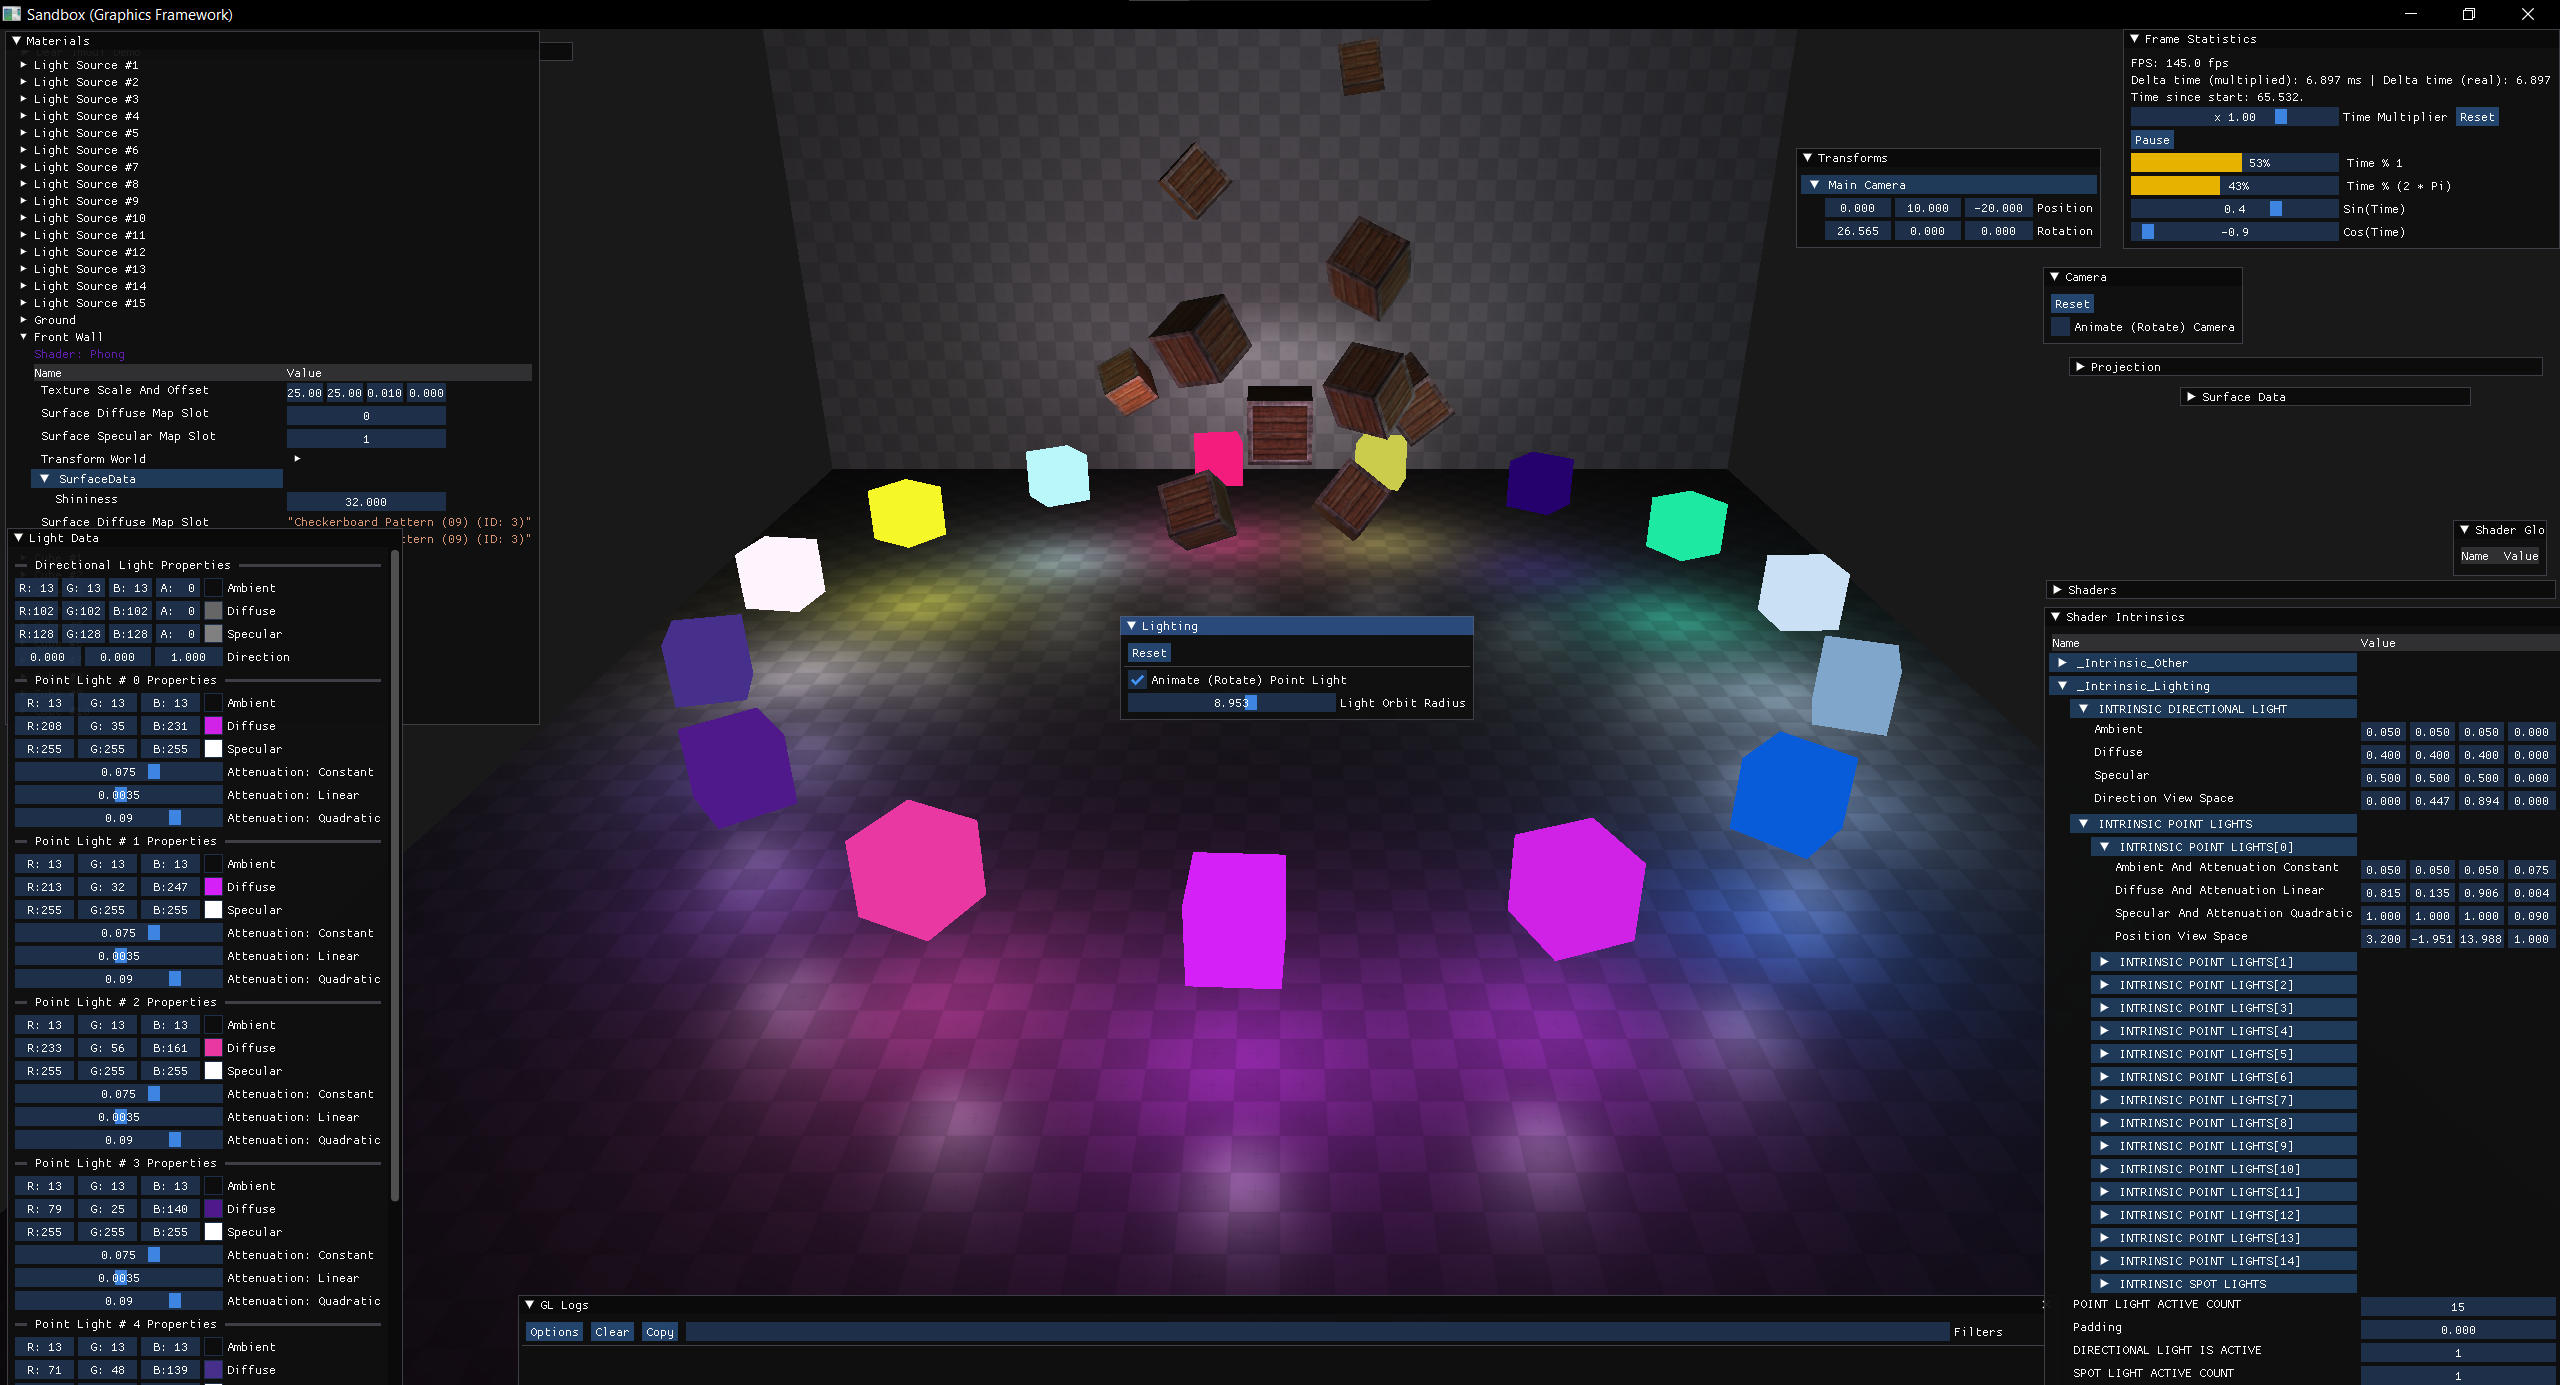 Sandbox (Graphics Framework)
Materials
Light Source #1
Light Source #2
Light Source #3
Light Source #4
Light Source #5
Light Source #6
Light Source #7
Light Source #8
Light Source #9
Light Source #10
Light Source #11
Light Source #12
Light Source #13
Light Source #14
Light Source #15
Ground
Front Wall
Shader: Phong
Name Value
Texture Scale And Offset 25.00 25.00 0.010 0.000
Surface Diffuse Map Slot 0
Surface Specular Map Slot 1
Transform World
SurfaceData
Shininess 32.000
Surface Diffuse Map Slot "Checkerboard Pattern (09) (ID: 3)"
ttern (09) (ID: 3)"
Light Data
Directional Light Properties
R: 13 G: 13 B: 13 A: 0 Ambient
R:102 G:102 B:102 A: 0 Diffuse
R:128 G:128 B:128 A: 0 Specular
0.000 0.000 1.000 Direction
Point Light # 0 Properties
R: 13 G: 13 B: 13 Ambient
R:208 G: 35 B:231 Diffuse
R:255 G:255 B:255 Specular
0.075 Attenuation: Constant
0.0035 Attenuation: Linear
0.09 Attenuation: Quadratic
Point Light # 1 Properties
R: 13 G: 13 B: 13 Ambient
R:213 G: 32 B:247 Diffuse
R:255 G:255 B:255 Specular
0.075 Attenuation: Constant
0.0035 Attenuation: Linear
0.09 Attenuation: Quadratic
Point Light # 2 Properties
R: 13 G: 13 B: 13 Ambient
R:233 G: 56 B:161 Diffuse
R:255 G:255 B:255 Specular
0.075 Attenuation: Constant
0.0035 Attenuation: Linear
0.09 Attenuation: Quadratic
Point Light # 3 Properties
R: 13 G: 13 B: 13 Ambient
R: 79 G: 25 B:140 Diffuse
R:255 G:255 B:255 Specular
0.075 Attenuation: Constant
0.0035 Attenuation: Linear
0.09 Attenuation: Quadratic
Point Light # 4 Properties
R: 13 G: 13 B: 13 Ambient
R: 71 G: 48 B:139 Diffuse
Lighting
Reset
Animate (Rotate) Point Light
8.953 Light Orbit Radius
GL Logs
Options Clear Copy Filters
Transforms
Main Camera
0.000 10.000 -20.000 Position
26.565 0.000 0.000 Rotation
Frame Statistics
FPS: 145.0 fps
Delta time (multiplied): 6.897 ms | Delta time (real): 6.897
Time since start: 65.532.
x 1.00 Time Multiplier Reset
Pause
53% Time % 1
43% Time % (2 * Pi)
0.4 Sin(Time)
-0.9 Cos(Time)
Camera
Reset
Animate (Rotate) Camera
Projection
Surface Data
Shader Glo
Name Value
Shaders
Shader Intrinsics
Name Value
_Intrinsic_Other
_Intrinsic_Lighting
INTRINSIC DIRECTIONAL LIGHT
Ambient 0.050 0.050 0.050 0.000
Diffuse 0.400 0.400 0.400 0.000
Specular 0.500 0.500 0.500 0.000
Direction View Space 0.000 0.447 0.894 0.000
INTRINSIC POINT LIGHTS
INTRINSIC POINT LIGHTS[0]
Ambient And Attenuation Constant 0.050 0.050 0.050 0.075
Diffuse And Attenuation Linear 0.815 0.135 0.906 0.004
Specular And Attenuation Quadratic 1.000 1.000 1.000 0.090
Position View Space 3.200 -1.951 13.988 1.000
INTRINSIC POINT LIGHTS[1]
INTRINSIC POINT LIGHTS[2]
INTRINSIC POINT LIGHTS[3]
INTRINSIC POINT LIGHTS[4]
INTRINSIC POINT LIGHTS[5]
INTRINSIC POINT LIGHTS[6]
INTRINSIC POINT LIGHTS[7]
INTRINSIC POINT LIGHTS[8]
INTRINSIC POINT LIGHTS[9]
INTRINSIC POINT LIGHTS[10]
INTRINSIC POINT LIGHTS[11]
INTRINSIC POINT LIGHTS[12]
INTRINSIC POINT LIGHTS[13]
INTRINSIC POINT LIGHTS[14]
INTRINSIC SPOT LIGHTS
POINT LIGHT ACTIVE COUNT 15
Padding 0.000
DIRECTIONAL LIGHT IS ACTIVE 1
SPOT LIGHT ACTIVE COUNT 1